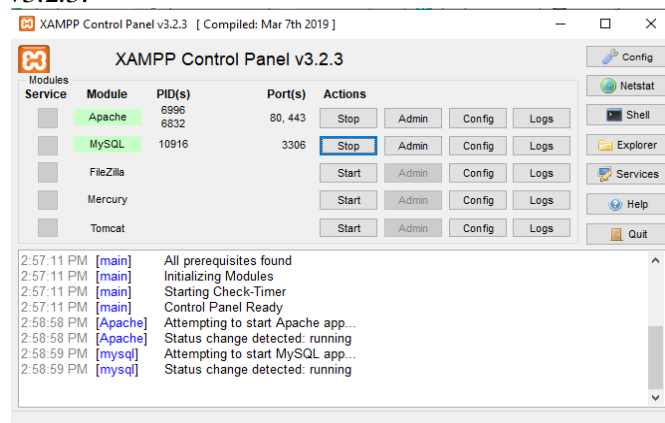 v3.2.3.
XAMPP Control Panel v3.2.3 [ Compiled: Mar 7th 2019 ]
XAMPP Control Panel v3.2.3
Config
Modules
Service Module PID(s) Port(s) Actions
Netstat
Apache 6996 6832 80, 443 Stop Admin Config Logs
Shell
MySQL 10916 3306 Stop Admin Config Logs
Explorer
FileZilla Start Admin Config Logs
Services
Mercury Start Admin Config Logs
Help
Tomcat Start Admin Config Logs
Quit
2:57:11 PM [main] All prerequisites found
2:57:11 PM [main] Initializing Modules
2:57:11 PM [main] Starting Check-Timer
2:57:11 PM [main] Control Panel Ready
2:58:58 PM [Apache] Attempting to start Apache app...
2:58:58 PM [Apache] Status change detected: running
2:58:59 PM [mysql] Attempting to start MySQL app...
2:58:59 PM [mysql] Status change detected: running